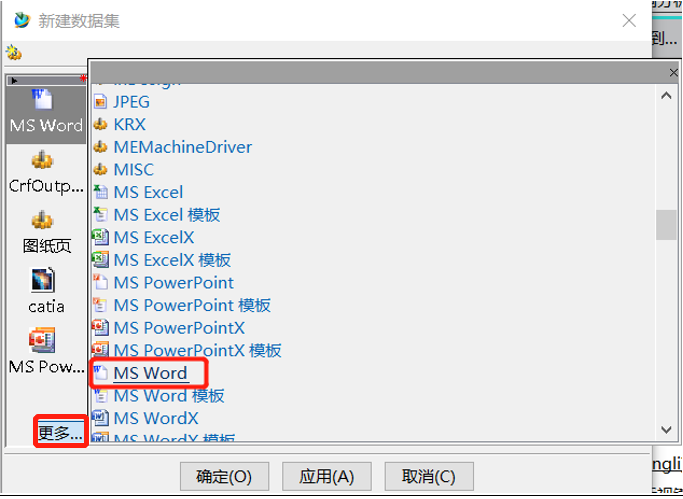 新建数据集
到...
MS Word
CrfOutp...
图纸页
catia
MS Pow...
更多...
JPEG
KRX
MEMachineDriver
MISC
MS Excel
MS Excel 模板
MS ExcelX
MS ExcelX 模板
MS PowerPoint
MS PowerPoint 模板
MS PowerPointX
MS PowerPointX 模板
MS Word
MS Word 模板
MS WordX
MS WordX 模板
确定(O)
应用(A)
取消(C)